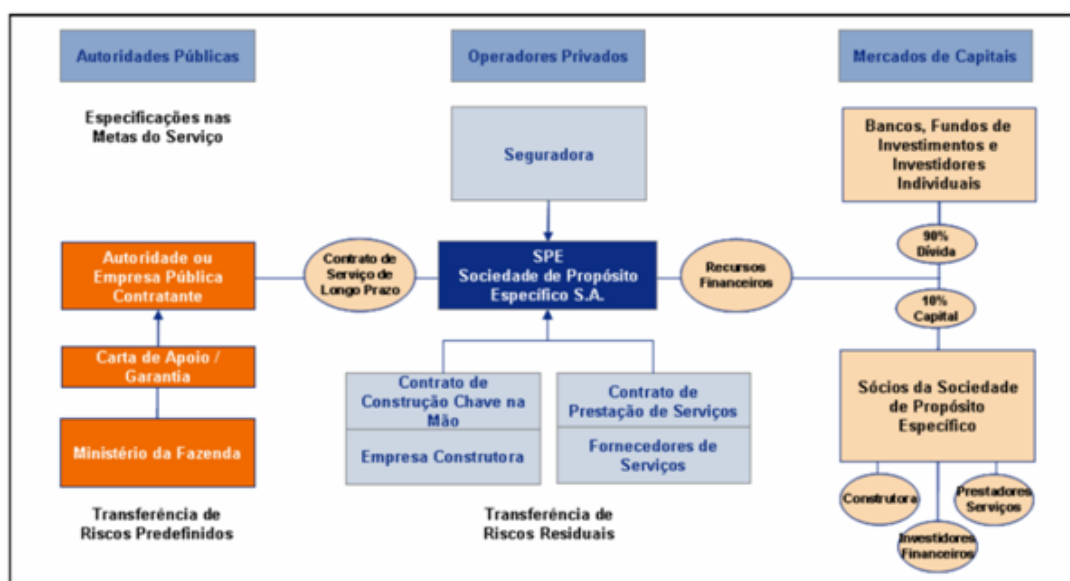 Autoridades Públicas
Operadores Privados
Mercados de Capitais
Especificações nas
Metas do Serviço
Seguradora
Bancos, Fundos de
Investimentos e
Investidores
Individuais
90%
Dívida
Autoridade ou
Empresa Pública
Contratante
Contrato de
Serviço de
Longo Prazo
SPE
Sociedade de Propósito
Específico S.A.
Recursos
Financeiros
10%
Capital
Carta de Apoio /
Garantia
Ministério da Fazenda
Contrato de
Construção Chave na
Mão
Empresa Construtora
Contrato de
Prestação de Serviços
Fornecedores de
Serviços
Sócios da Sociedade
de Propósito
Específico
Construtora
Prestadores
Serviços
Investidores
Financeiros
Transferência de
Riscos Predefinidos
Transferência de
Riscos Residuais